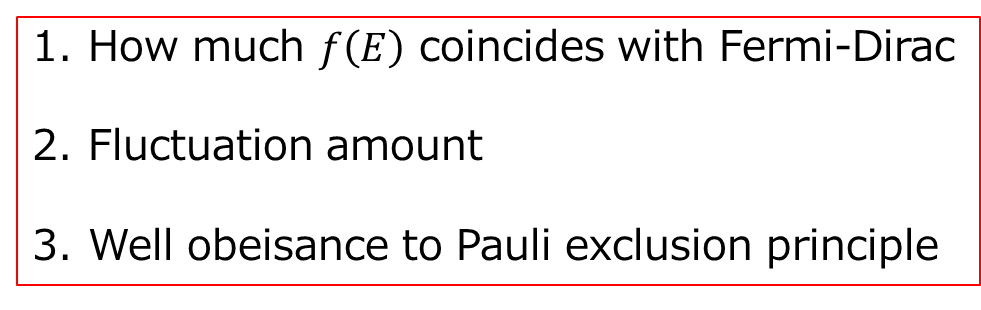 1. How much f(E) coincides with Fermi-Dirac
2. Fluctuation amount
3. Well obeisance to Pauli exclusion principle